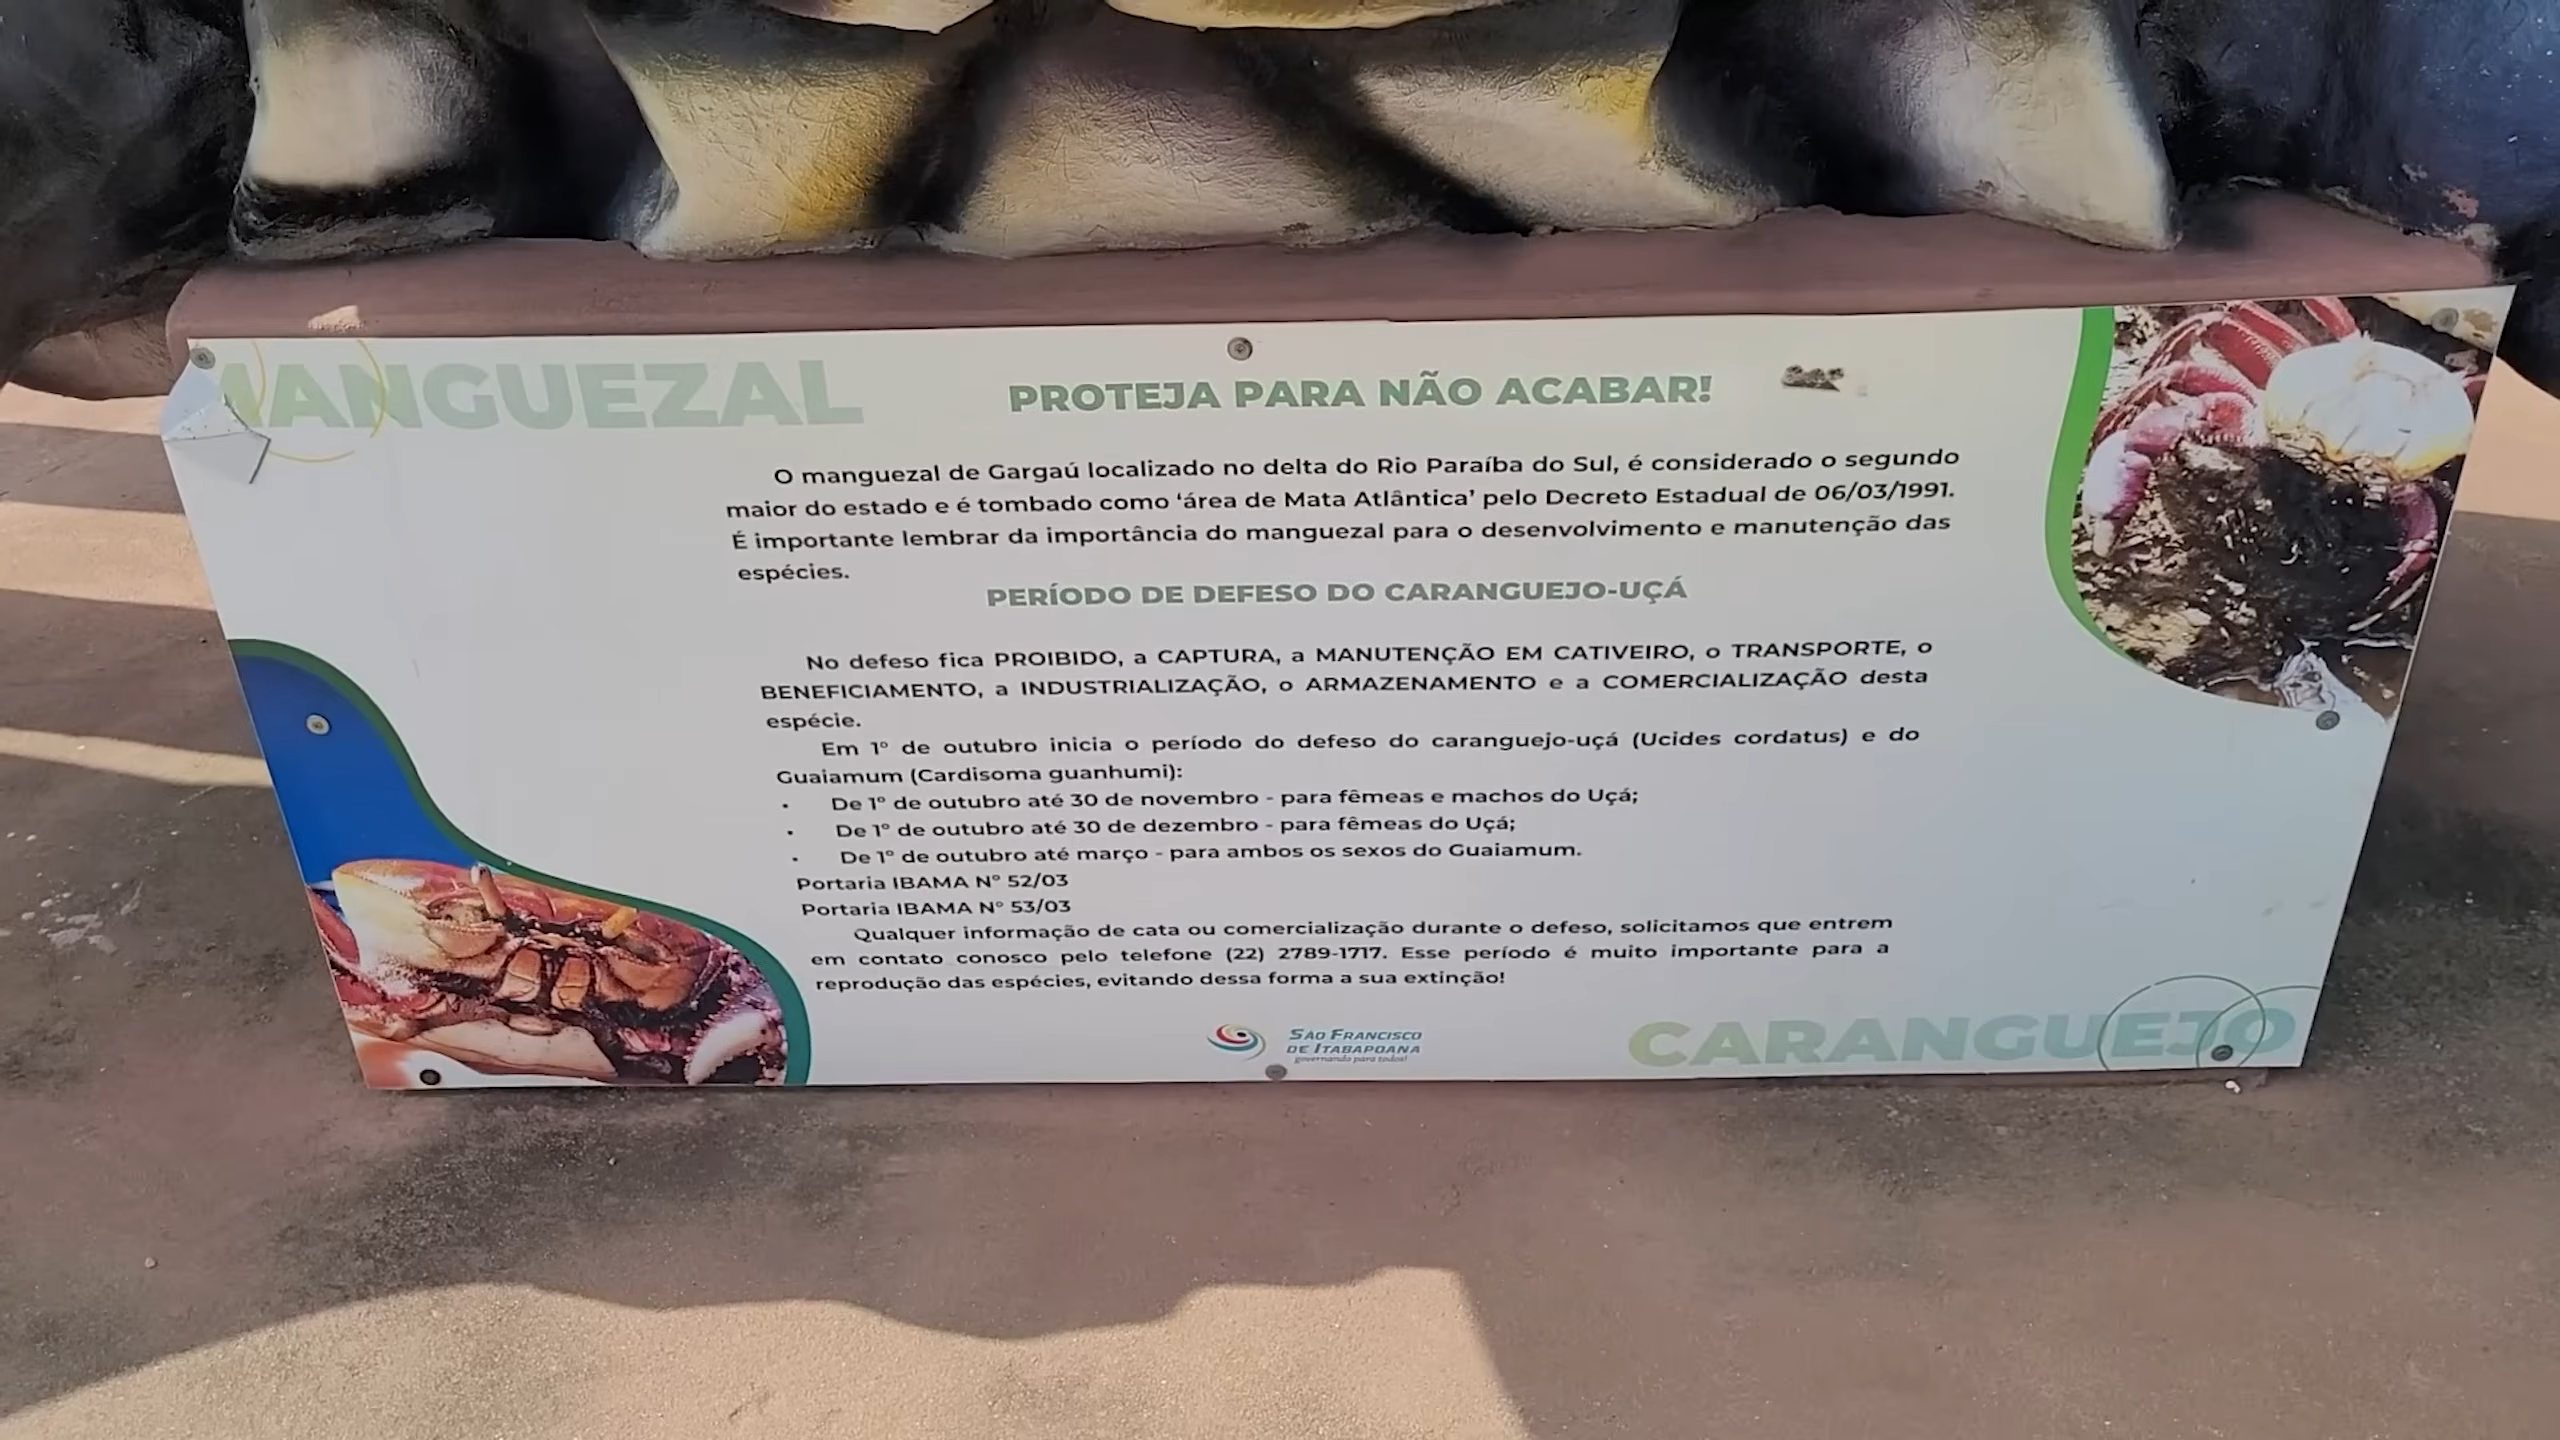 MANGUEZAL
PROTEJA PARA NÃO ACABAR!
O manguezal de Gargaú localizado no delta do Rio Paraíba do Sul, é considerado o segundo
maior do estado e é tombado como ‘área de Mata Atlântica’ pelo Decreto Estadual de 06/03/1991.
É importante lembrar da importância do manguezal para o desenvolvimento e manutenção das
espécies.
PERÍODO DE DEFESO DO CARANGUEJO-UÇÁ
No defeso fica PROIBIDO, a CAPTURA, a MANUTENÇÃO EM CATIVEIRO, o TRANSPORTE, o
BENEFICIAMENTO, a INDUSTRIALIZAÇÃO, o ARMAZENAMENTO e a COMERCIALIZAÇÃO desta
espécie.
Em 1º de outubro inicia o período do defeso do caranguejo-uçá (Ucides cordatus) e do
Guaiamum (Cardisoma guanhumi):
• De 1º de outubro até 30 de novembro - para fêmeas e machos do Uçá;
• De 1º de outubro até 30 de dezembro - para fêmeas do Uçá;
• De 1º de outubro até março - para ambos os sexos do Guaiamum.
Portaria IBAMA Nº 52/03
Portaria IBAMA Nº 53/03
Qualquer informação de cata ou comercialização durante o defeso, solicitamos que entrem
em contato conosco pelo telefone (22) 2789-1717. Esse período é muito importante para a
reprodução das espécies, evitando dessa forma a sua extinção!
SÃO FRANCISCO
DE ITABAPOANA
governando para todos!
CARANGUEJO